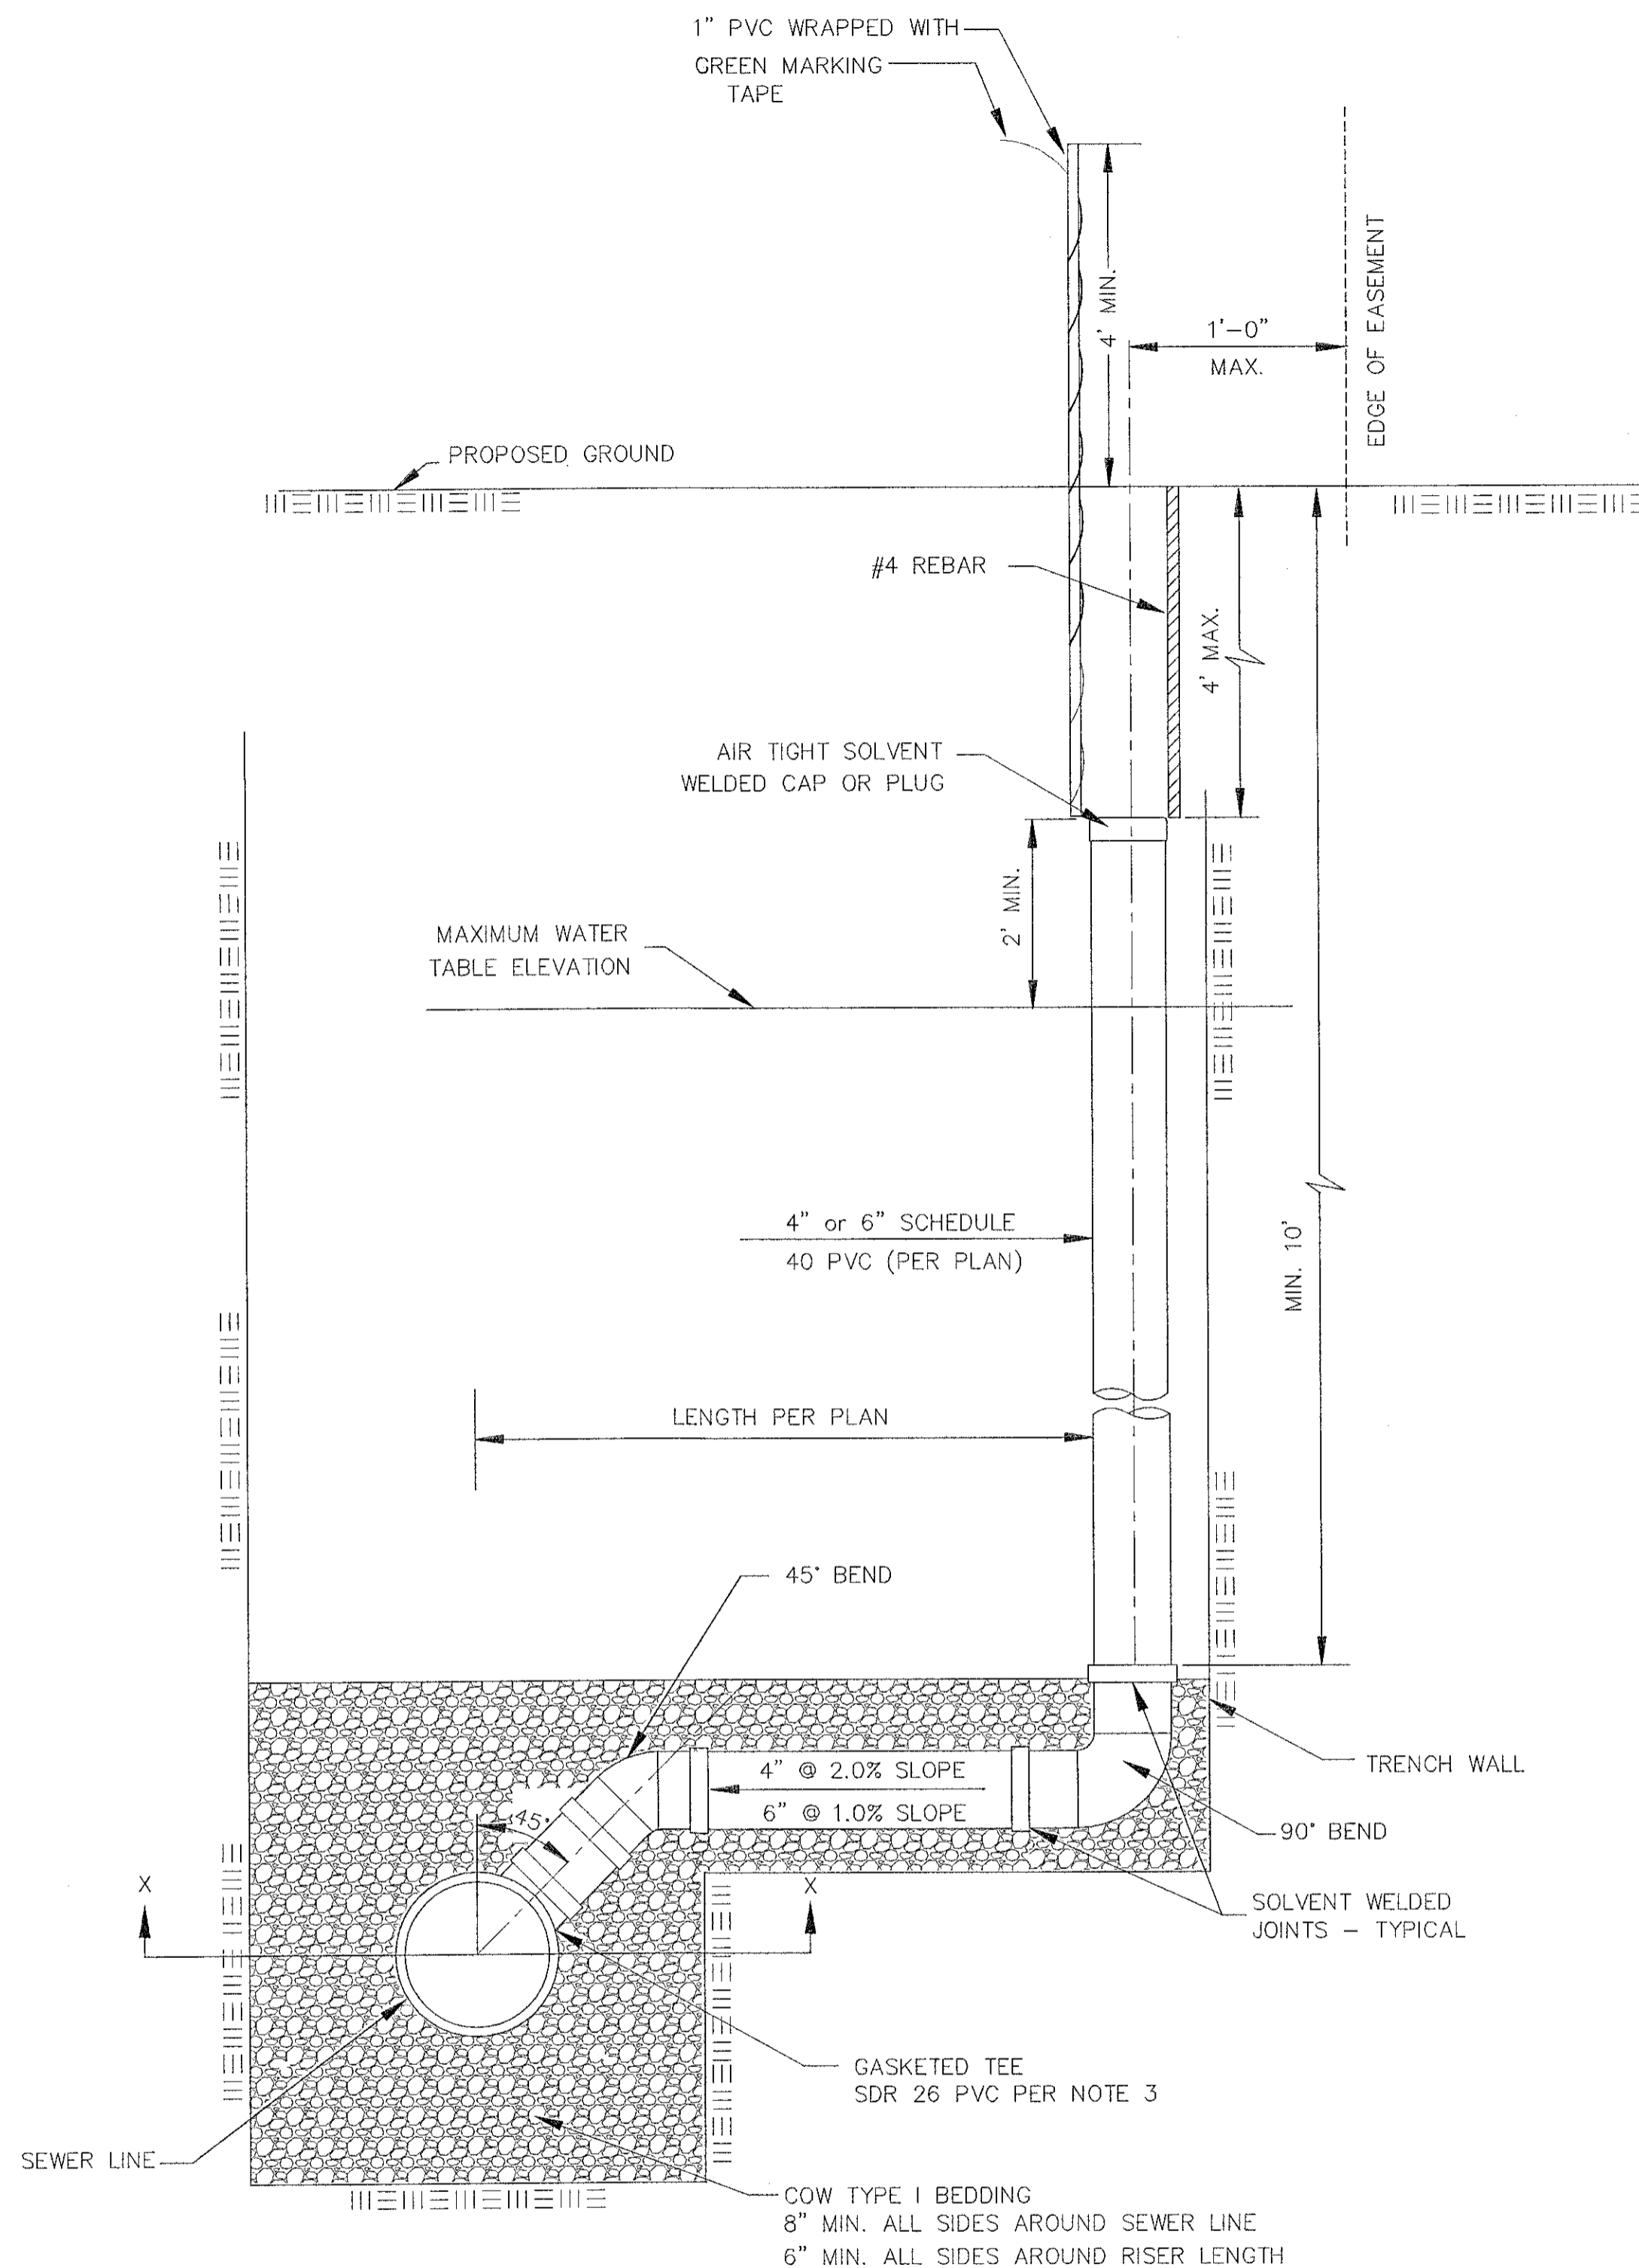 1" PVC WRAPPED WITH
GREEN MARKING
TAPE
4' MIN.
1'-0"
MAX.
EDGE OF EASEMENT
PROPOSED GROUND
#4 REBAR
4' MAX.
AIR TIGHT SOLVENT
WELDED CAP OR PLUG
2' MIN.
MAXIMUM WATER
TABLE ELEVATION
4" or 6" SCHEDULE
40 PVC (PER PLAN)
MIN. 10'
LENGTH PER PLAN
45° BEND
4" @ 2.0% SLOPE
6" @ 1.0% SLOPE
TRENCH WALL
45°
90° BEND
X
X
SOLVENT WELDED
JOINTS - TYPICAL
GASKETED TEE
SDR 26 PVC PER NOTE 3
SEWER LINE
COW TYPE I BEDDING
8" MIN. ALL SIDES AROUND SEWER LINE
6" MIN. ALL SIDES AROUND RISER LENGTH